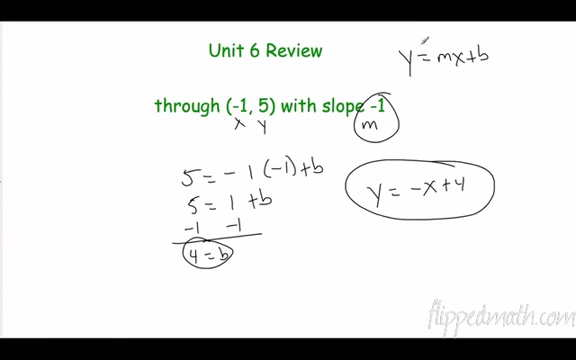 Unit 6 Review
y = mx + b
through (-1, 5) with slope -1
x y m
5 = -1 (-1) + b
5 = 1 + b
-1 -1
4 = b
y = -x + 4
flippedmath.com